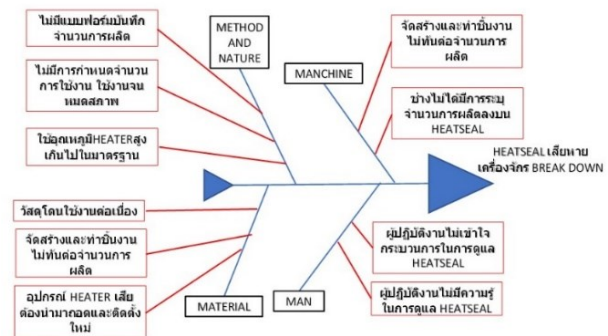 ไม่มีแบบฟอร์มบันทึก
จำนวนการผลิต
ไม่มีการกำหนดจำนวน
การใช้งาน ใช้งานจน
หมดสภาพ
ใช้อุณหภูมิHEATERสูง
เกินไปในมาตรฐาน
METHOD
AND
NATURE
MANCHINE
จัดสร้างและทำชิ้นงาน
ไม่ทันต่อจำนวนการ
ผลิต
ช่างไม่ได้มีการระบุ
จำนวนการผลิตลงบน
HEATSEAL
HEATSEAL เสียหาย
เครื่องจักร BREAK DOWN
วัสดุโดนใช้งานต่อเนื่อง
จัดสร้างและทำชิ้นงาน
ไม่ทันต่อจำนวนการ
ผลิต
อุปกรณ์ HEATER เสีย
ต้องนำมาถอดและติดตั้ง
ใหม่
MATERIAL
MAN
ผู้ปฏิบัติงานไม่เข้าใจ
กระบวนการในการดูแล
HEATSEAL
ผู้ปฏิบัติงานไม่มีความรู้
ในการดูแล HEATSEAL